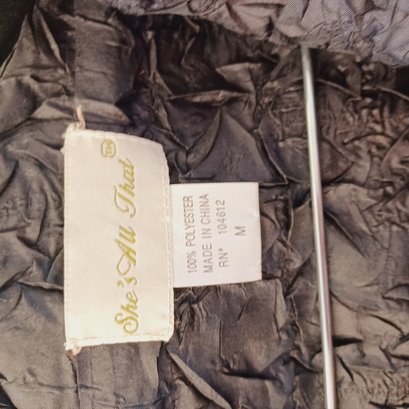 She's All That TM
100% POLYESTER
MADE IN CHINA
RN# 104612
M